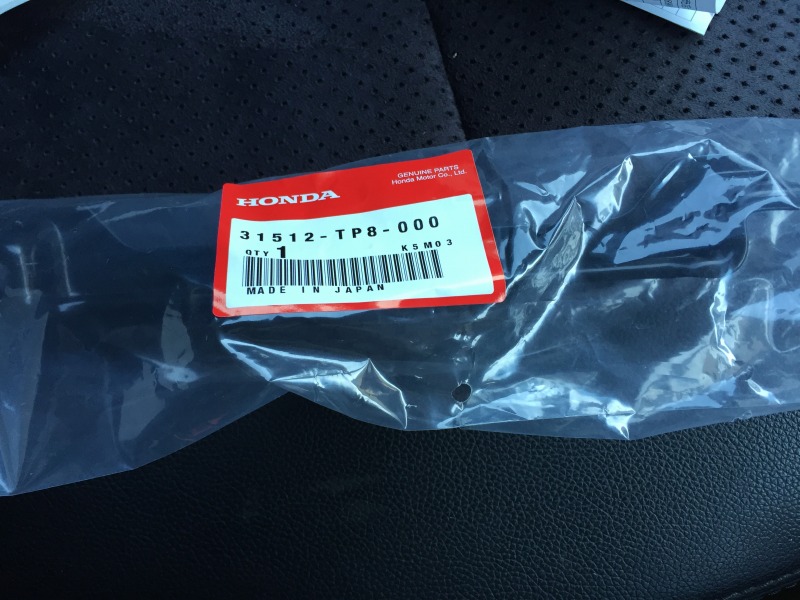 GENUINE PARTS
Honda Motor Co., Ltd.
HONDA
31512-TP8-000
QTY 1 K5M03
MADE IN JAPAN